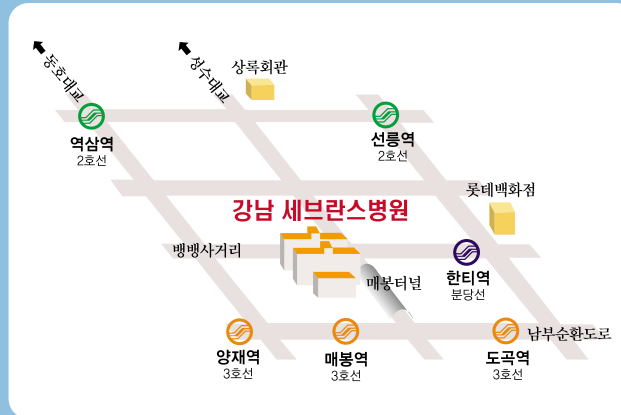 동호대교
성수대교
상록회관
역삼역
2호선
선릉역
2호선
롯데백화점
강남 세브란스병원
뱅뱅사거리
매봉터널
한티역
분당선
남부순환도로
양재역
3호선
매봉역
3호선
도곡역
3호선